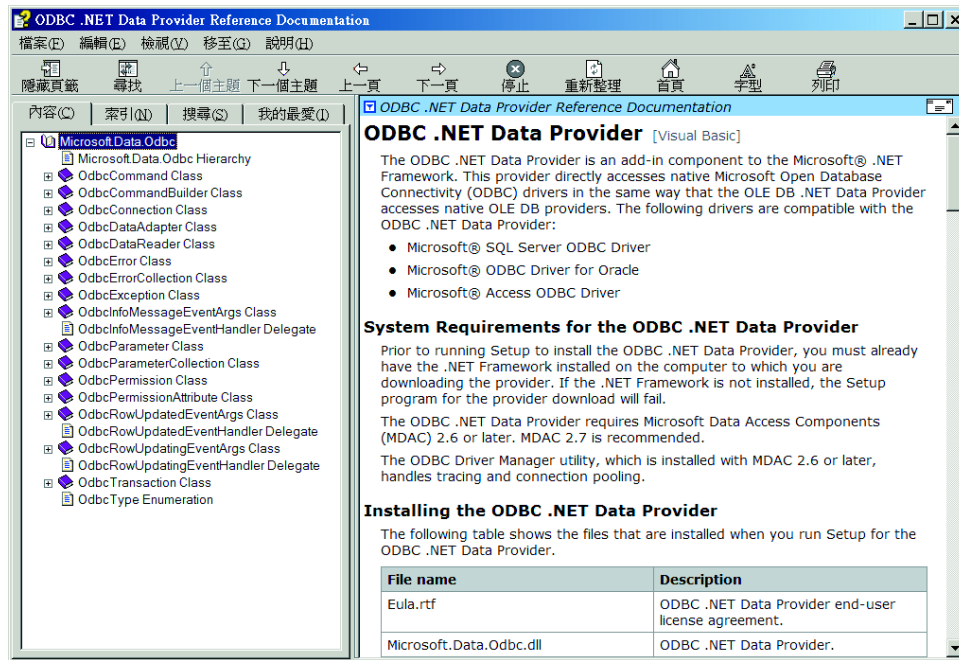 ODBC .NET Data Provider Reference Documentation
檔案(F) 編輯(E) 檢視(V) 移至(G) 說明(H)
隱藏頁籤 尋找 上一個主題 下一個主題 上一頁 下一頁 停止 重新整理 首頁 字型 列印
內容(C) 索引(N) 搜尋(S) 我的最愛(I)
Microsoft.Data.Odbc
Microsoft.Data.Odbc Hierarchy
OdbcCommand Class
OdbcCommandBuilder Class
OdbcConnection Class
OdbcDataAdapter Class
OdbcDataReader Class
OdbcError Class
OdbcErrorCollection Class
OdbcException Class
OdbcInfoMessageEventArgs Class
OdbcInfoMessageEventHandler Delegate
OdbcParameter Class
OdbcParameterCollection Class
OdbcPermission Class
OdbcPermissionAttribute Class
OdbcRowUpdatedEventArgs Class
OdbcRowUpdatedEventHandler Delegate
OdbcRowUpdatingEventArgs Class
OdbcRowUpdatingEventHandler Delegate
OdbcTransaction Class
OdbcType Enumeration
ODBC .NET Data Provider Reference Documentation
ODBC .NET Data Provider [Visual Basic]
The ODBC .NET Data Provider is an add-in component to the Microsoft® .NET
Framework. This provider directly accesses native Microsoft Open Database
Connectivity (ODBC) drivers in the same way that the OLE DB .NET Data Provider
accesses native OLE DB providers. The following drivers are compatible with the
ODBC .NET Data Provider:
● Microsoft® SQL Server ODBC Driver
● Microsoft® ODBC Driver for Oracle
● Microsoft® Access ODBC Driver
System Requirements for the ODBC .NET Data Provider
Prior to running Setup to install the ODBC .NET Data Provider, you must already
have the .NET Framework installed on the computer to which you are
downloading the provider. If the .NET Framework is not installed, the Setup
program for the provider download will fail.
The ODBC .NET Data Provider requires Microsoft Data Access Components
(MDAC) 2.6 or later. MDAC 2.7 is recommended.
The ODBC Driver Manager utility, which is installed with MDAC 2.6 or later,
handles tracing and connection pooling.
Installing the ODBC .NET Data Provider
The following table shows the files that are installed when you run Setup for the
ODBC .NET Data Provider.
File name Description
Eula.rtf ODBC .NET Data Provider end-user
license agreement.
Microsoft.Data.Odbc.dll ODBC .NET Data Provider.